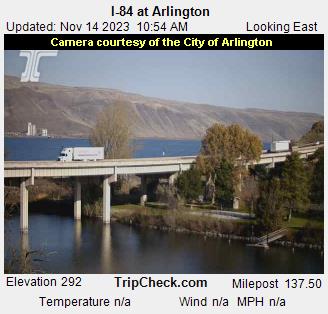 I-84 at Arlington
Updated: Nov 14 2023 10:54 AM Looking East
Camera courtesy of the City of Arlington
Elevation 292 TripCheck.com Milepost 137.50
Temperature n/a Wind n/a MPH n/a